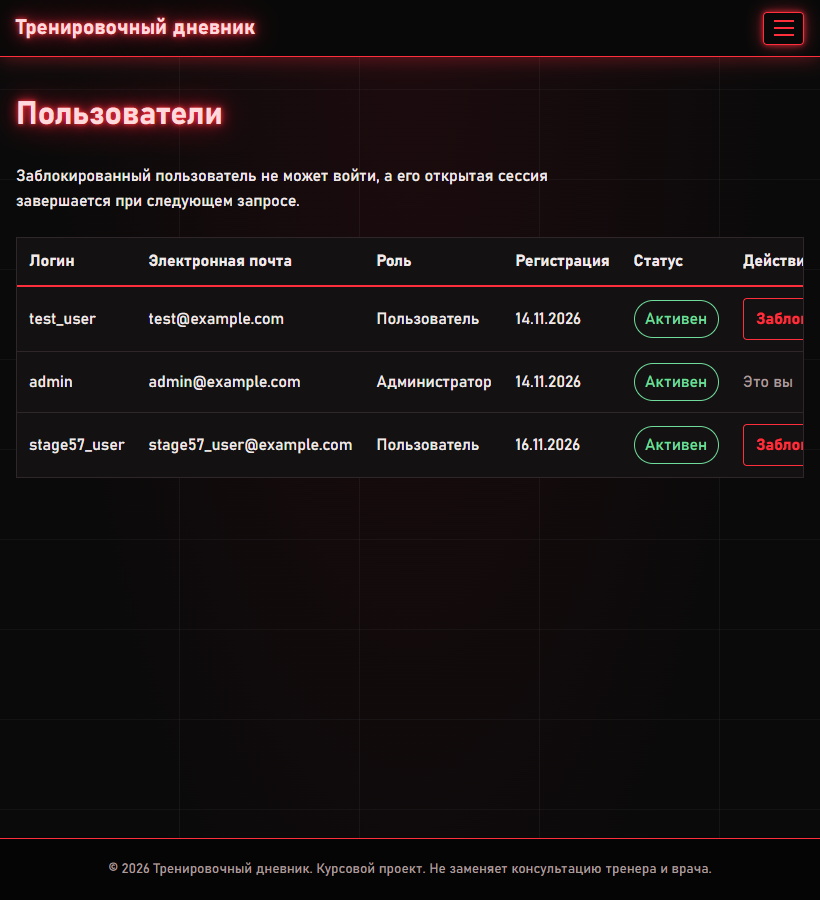 Тренировочный дневник
Пользователи
Заблокированный пользователь не может войти, а его открытая сессия
завершается при следующем запросе.
Логин Электронная почта Роль Регистрация Статус Действи
test_user test@example.com Пользователь 14.11.2026 Активен Забло
admin admin@example.com Администратор 14.11.2026 Активен Это вы
stage57_user stage57_user@example.com Пользователь 16.11.2026 Активен Забло
© 2026 Тренировочный дневник. Курсовой проект. Не заменяет консультацию тренера и врача.